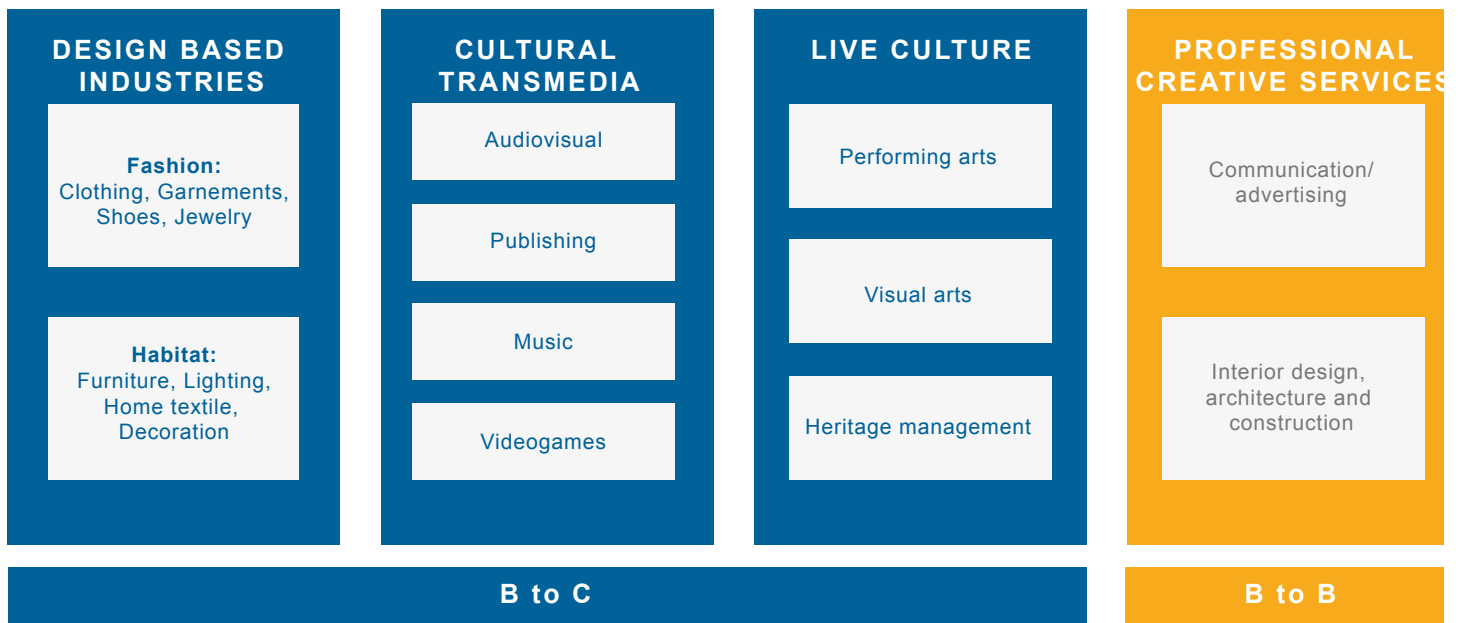 DESIGN BASED
INDUSTRIES
Fashion:
Clothing, Garnements,
Shoes, Jewelry
Habitat:
Furniture, Lighting,
Home textile,
Decoration
CULTURAL
TRANSMEDIA
Audiovisual
Publishing
Music
Videogames
LIVE CULTURE
Performing arts
Visual arts
Heritage management
PROFESSIONAL
CREATIVE SERVICES
Communication/
advertising
Interior design,
architecture and
construction
B to C
B to B